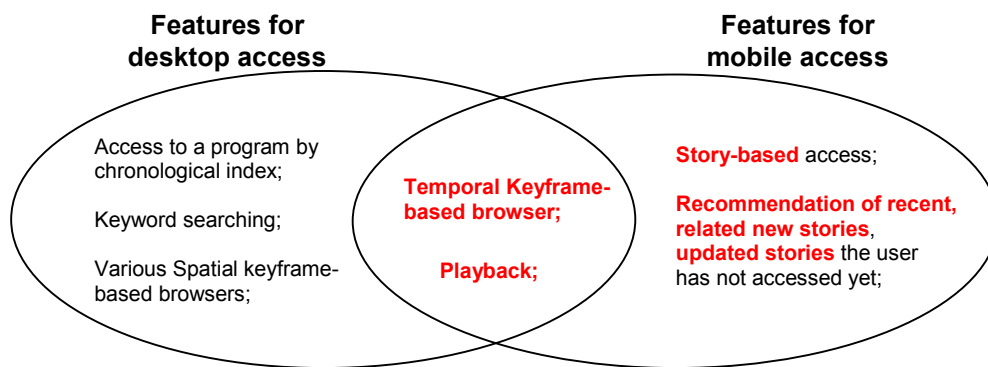 Features for
desktop access
Features for
mobile access
Access to a program by
chronological index;
Keyword searching;
Various Spatial keyframe-
based browsers;
Temporal Keyframe-
based browser;
Playback;
Story-based access;
Recommendation of recent,
related new stories,
updated stories the user
has not accessed yet;